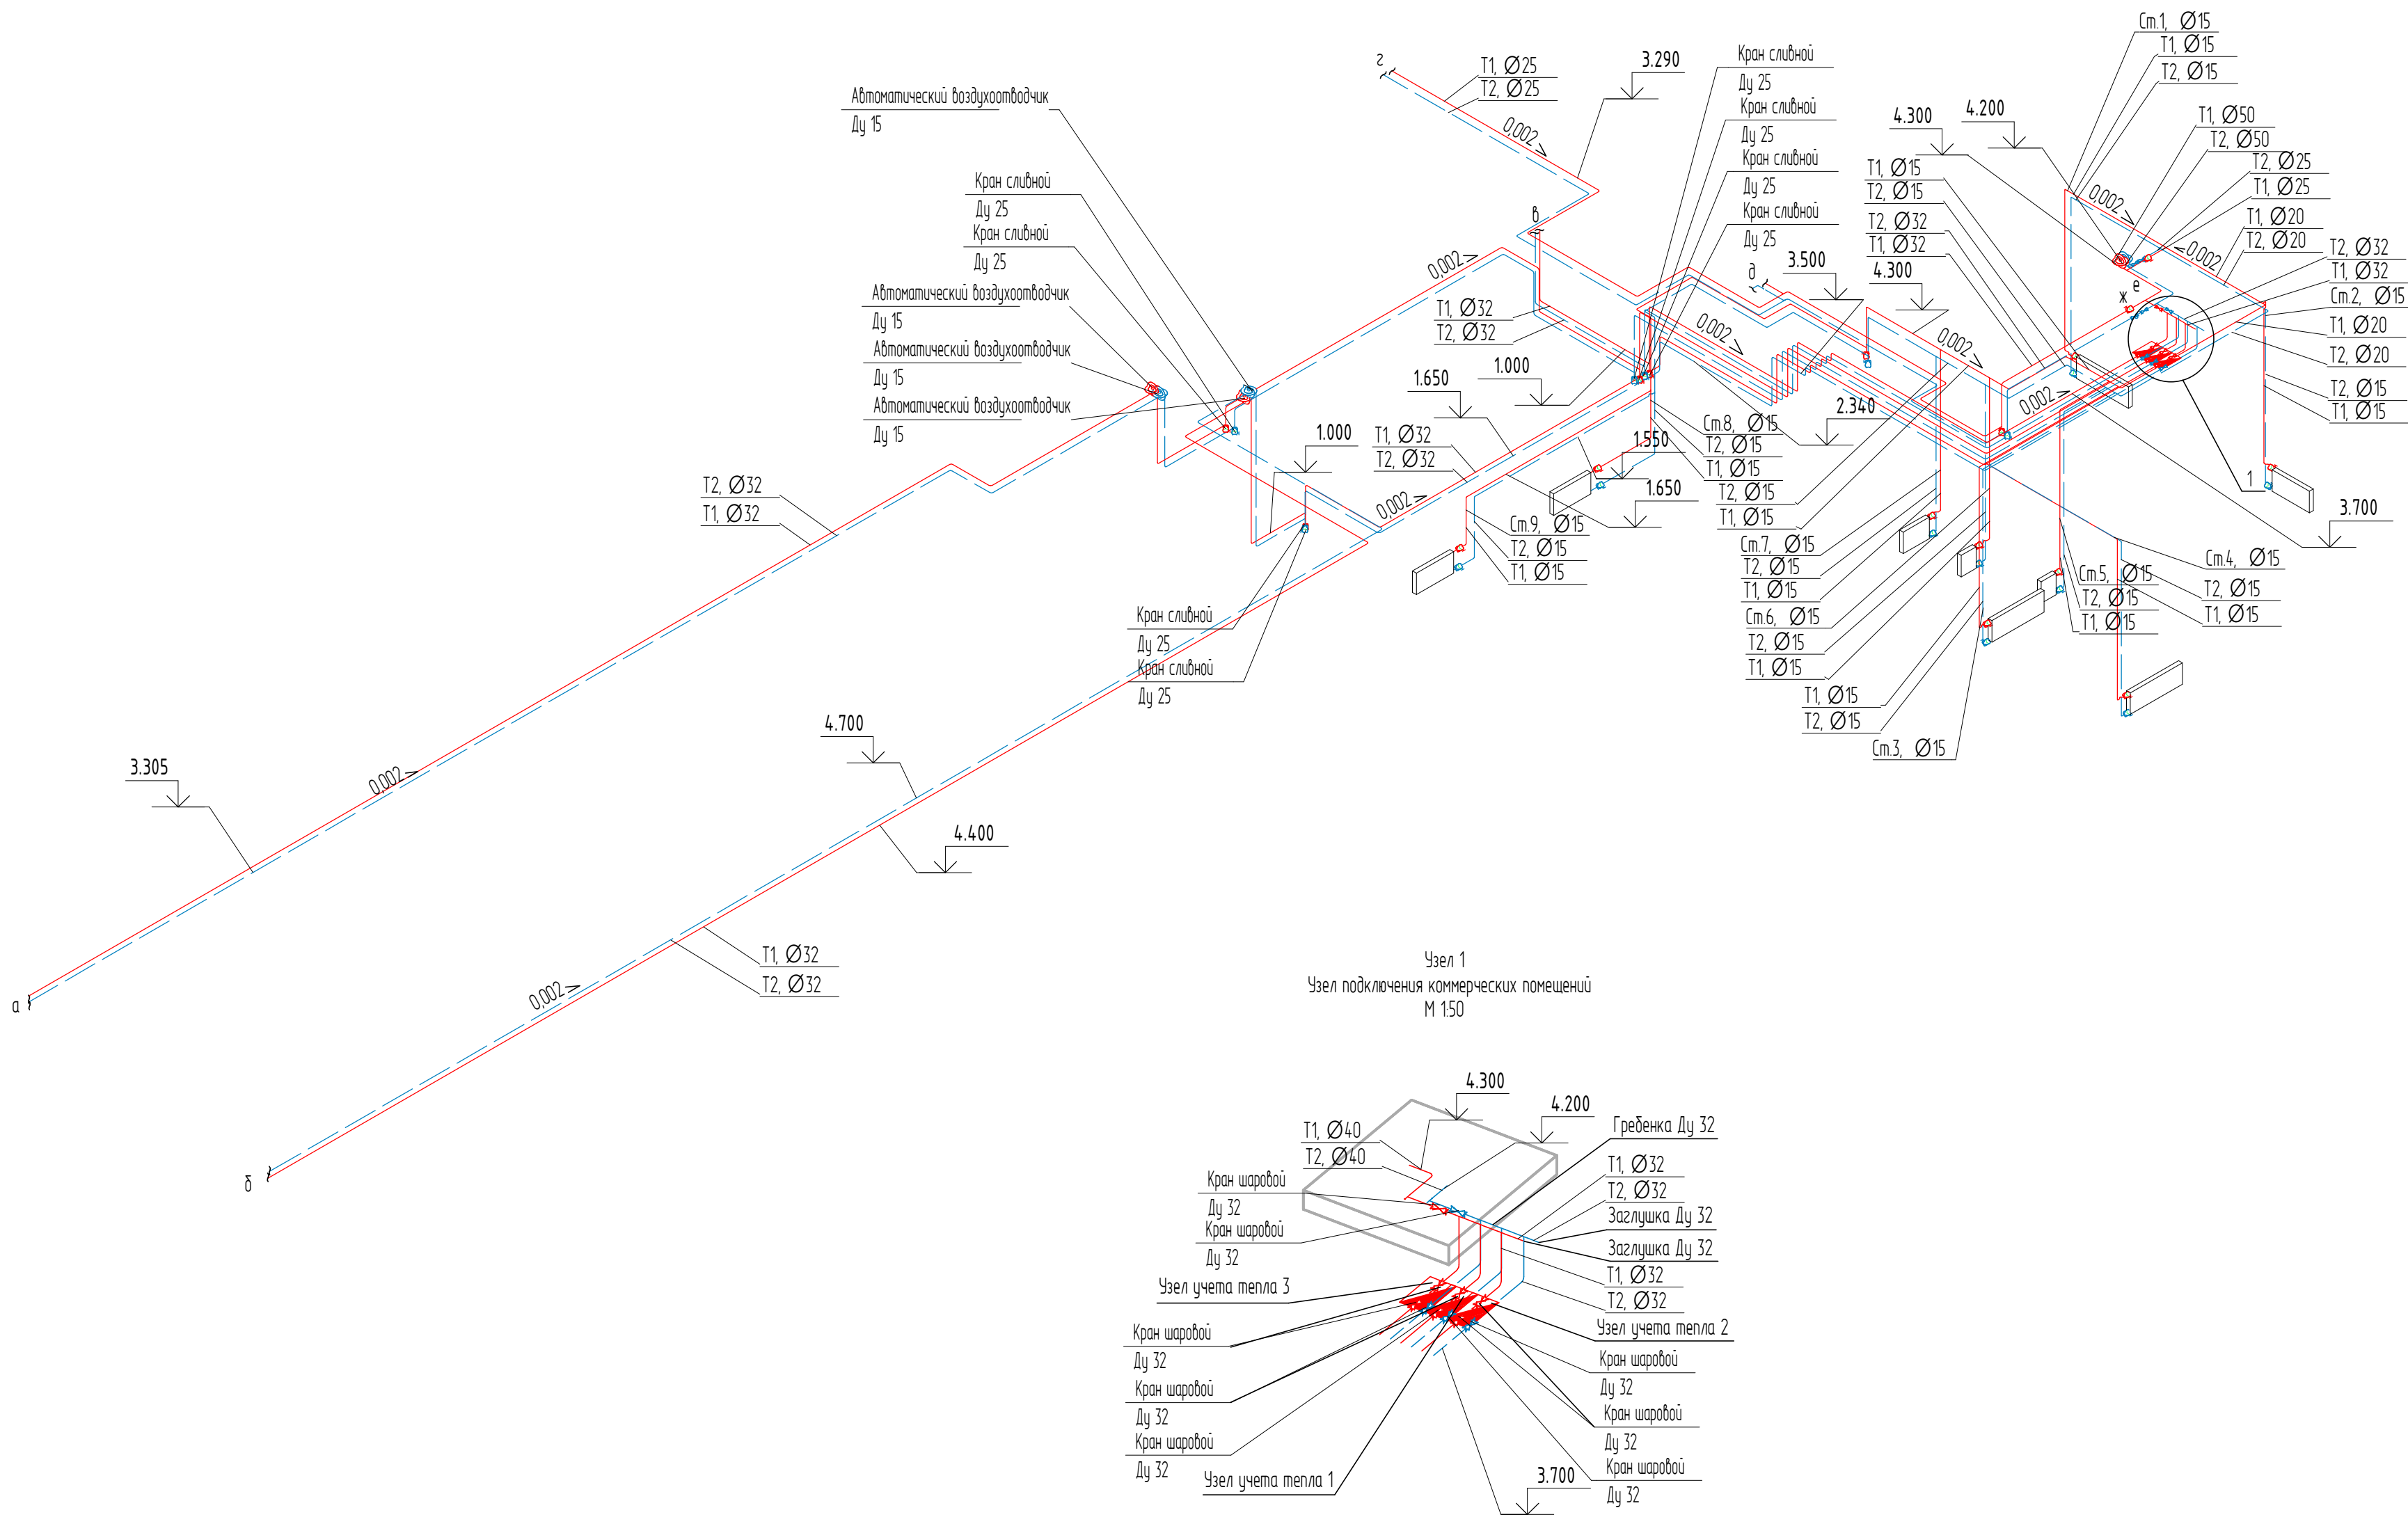 Автоматический воздухоотводчик
Ду 15
Кран сливной
Ду 25
Кран сливной
Ду 25
Автоматический воздухоотводчик
Ду 15
Автоматический воздухоотводчик
Ду 15
Автоматический воздухоотводчик
Ду 15
Т2, Ø32
Т1, Ø32
3.305
0,002
а
4.700
4.400
Т1, Ø32
Т2, Ø32
0,002
б
г
Т1, Ø25
Т2, Ø25
0,002
3.290
Кран сливной
Ду 25
Кран сливной
Ду 25
Кран сливной
Ду 25
Кран сливной
Ду 25
в
0,002
Т1, Ø32
Т2, Ø32
1.650
1.000
1.000
Т1, Ø32
Т2, Ø32
0,002
Кран сливной
Ду 25
Кран сливной
Ду 25
д
3.500
4.300
0,002
0,002
2.340
Ст.8, Ø15
Т2, Ø15
Т1, Ø15
1.550
1.650
Ст.9, Ø15
Т2, Ø15
Т1, Ø15
Т2, Ø15
Т1, Ø15
Ст.7, Ø15
Т2, Ø15
Т1, Ø15
Ст.6, Ø15
Т2, Ø15
Т1, Ø15
Т1, Ø15
Т2, Ø15
Ст.3, Ø15
Ст.1, Ø15
Т1, Ø15
Т2, Ø15
4.300
4.200
Т1, Ø50
Т2, Ø50
Т2, Ø25
Т1, Ø25
Т1, Ø15
Т2, Ø15
Т2, Ø32
Т1, Ø32
0,002
0,002
Т1, Ø20
Т2, Ø20
Т2, Ø32
Т1, Ø32
Ст.2, Ø15
Т1, Ø20
Т2, Ø20
Т2, Ø15
Т1, Ø15
ж
е
0,002
1
3.700
Ст.5, Ø15
Т2, Ø15
Т1, Ø15
Ст.4, Ø15
Т2, Ø15
Т1, Ø15
Узел 1
Узел подключения коммерческих помещений
М 1:50
4.300
4.200
Т1, Ø40
Т2, Ø40
Гребенка Ду 32
Кран шаровой
Ду 32
Кран шаровой
Ду 32
Т1, Ø32
Т2, Ø32
Заглушка Ду 32
Заглушка Ду 32
Т1, Ø32
Т2, Ø32
Узел учета тепла 3
Узел учета тепла 2
Кран шаровой
Ду 32
Кран шаровой
Ду 32
Кран шаровой
Ду 32
Узел учета тепла 1
Кран шаровой
Ду 32
Кран шаровой
Ду 32
Кран шаровой
Ду 32
3.700